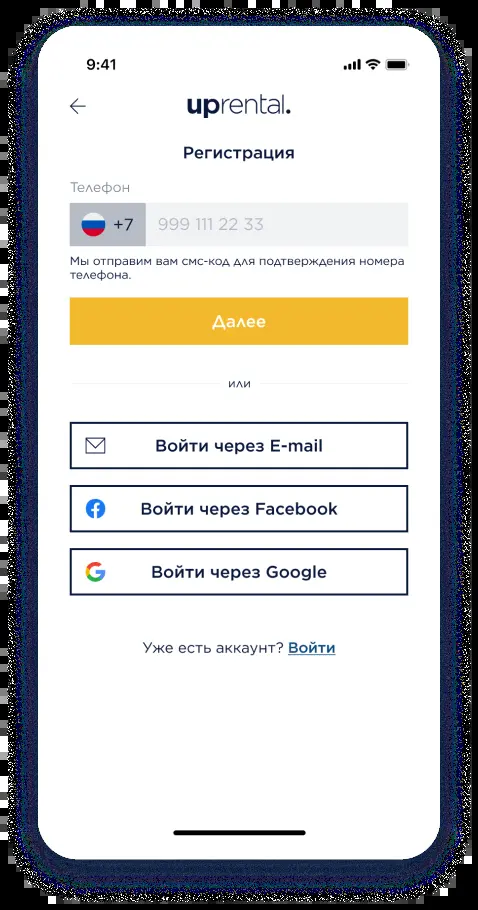 9:41
uprental.
Регистрация
Телефон
+7 999 111 22 33
Мы отправим вам смс-код для подтверждения номера
телефона.
Далее
или
Войти через E-mail
Войти через Facebook
Войти через Google
Уже есть аккаунт? Войти